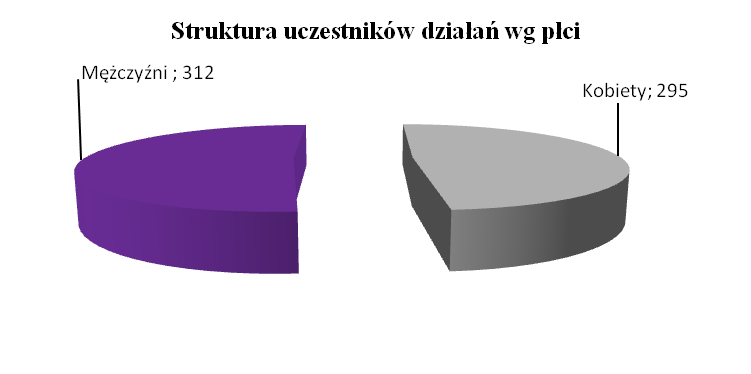 Struktura uczestników działań wg płci
Mężczyźni ; 312
Kobiety; 295